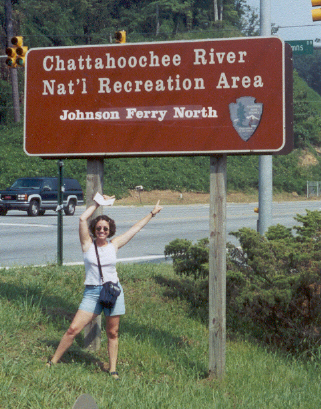 Chattahoochee River
Nat'l Recreation Area
Johnson Ferry North